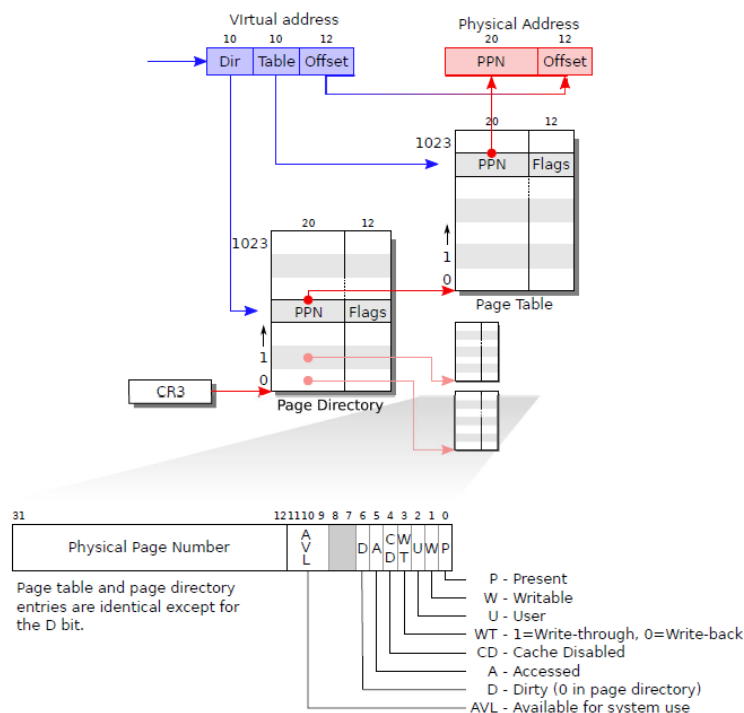 VIrtual address
Physical Address
10 10 12
20 12
Dir Table Offset
PPN Offset
20 12
1023
PPN Flags
1
0
Page Table
20 12
1023
PPN Flags
1
0
CR3
Page Directory
31 12 11 10 9 8 7 6 5 4 3 2 1 0
Physical Page Number
AVL
D A CD WT U W P
Page table and page directory
entries are identical except for
the D bit.
P - Present
W - Writable
U - User
WT - 1=Write-through, 0=Write-back
CD - Cache Disabled
A - Accessed
D - Dirty (0 in page directory)
AVL - Available for system use